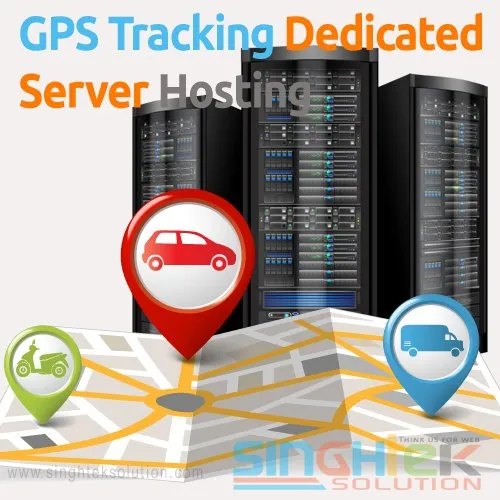 GPS Tracking Dedicated
Server Hosting
THINK US FOR WEB
SINGHTEK
SOLUTION
www.singhteksolution.com